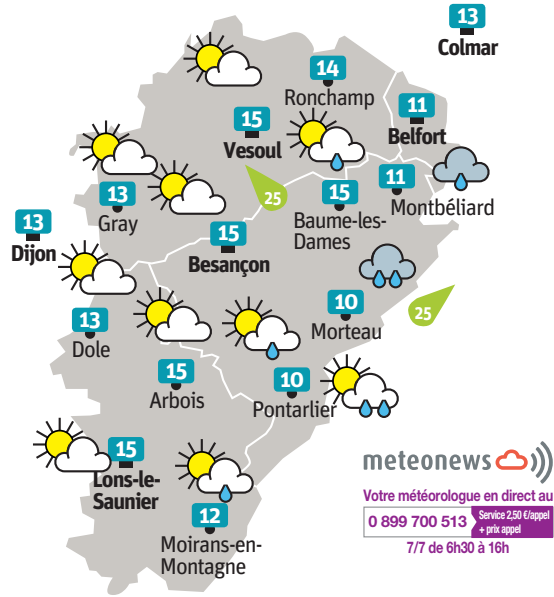 13
Colmar
14
Ronchamp
11
Belfort
15
Vesoul
13
Gray
25
15
Baume-les-
Dames
11
Montbéliard
13
Dijon
15
Besançon
25
10
Morteau
13
Dole
15
Arbois
10
Pontarlier
15
Lons-le-
Saunier
12
Moirans-en-
Montagne
meteonews
Votre météorologue en direct au
0 899 700 513
Service 2,50 €/appel
+ prix appel
7/7 de 6h30 à 16h